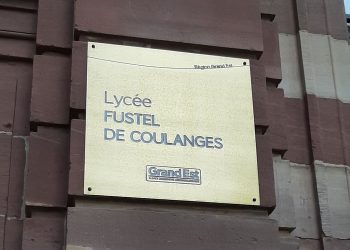 Région Grand Est
Lycée
FUSTEL
DE COULANGES
Grand Est